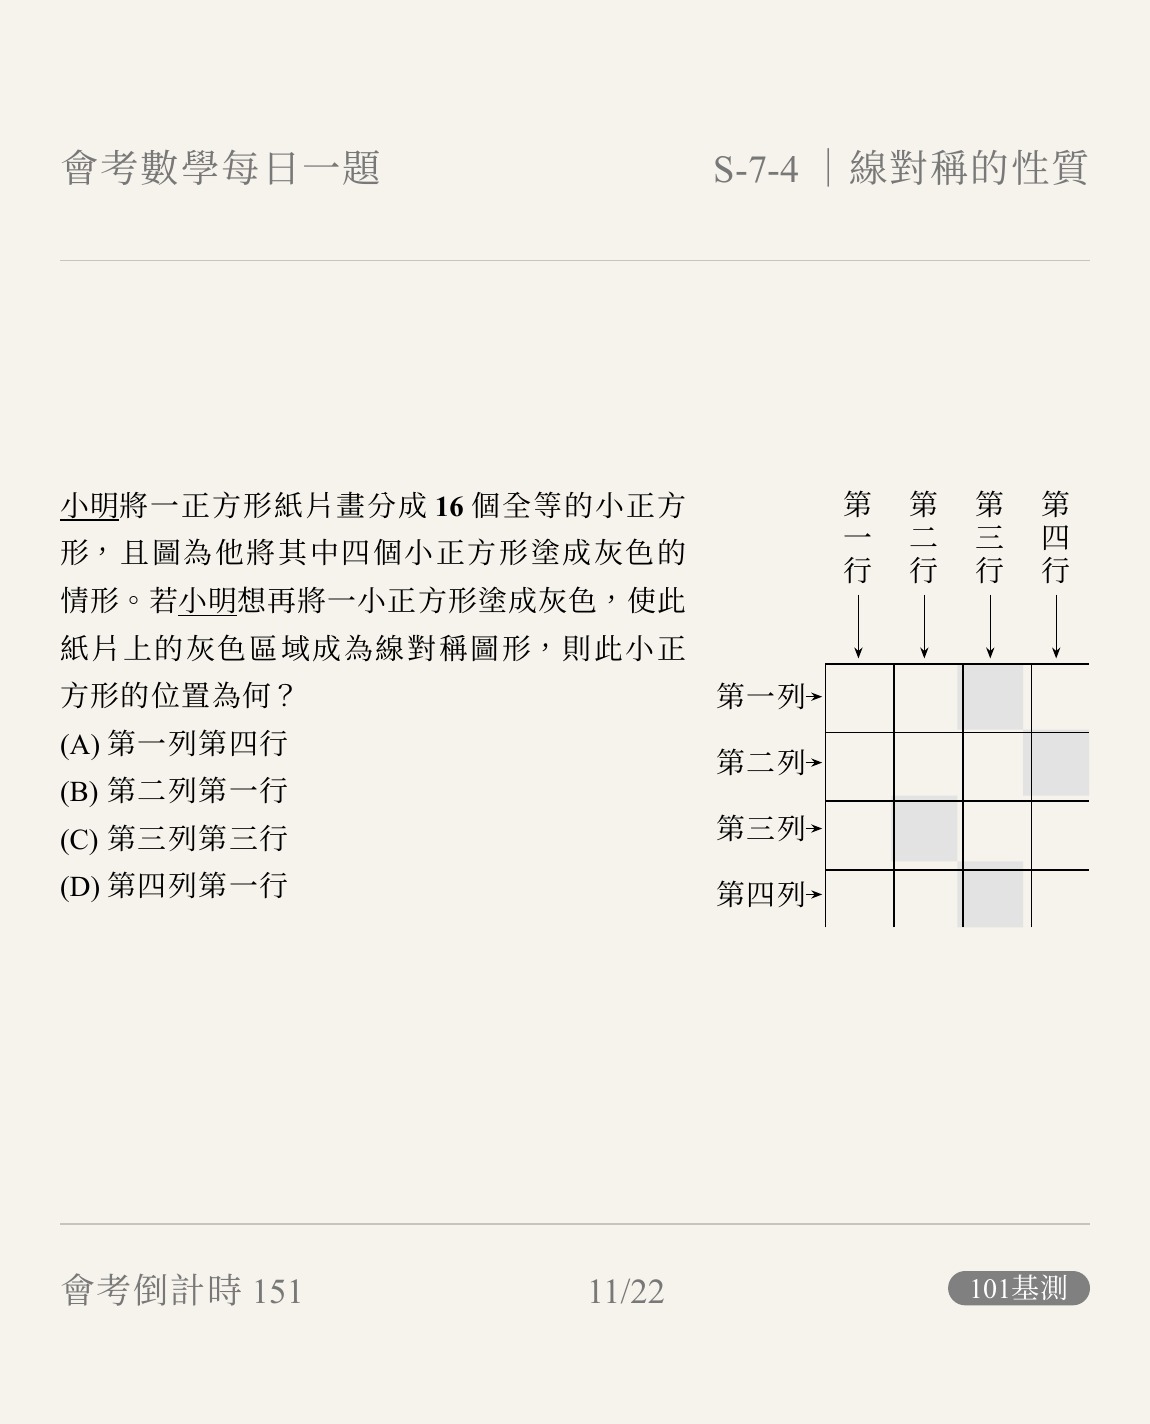 會考數學每日一題
S-7-4｜線對稱的性質
小明將一正方形紙片畫分成 16 個全等的小正方
形，且圖為他將其中四個小正方形塗成灰色的
情形。若小明想再將一小正方形塗成灰色，使此
紙片上的灰色區域成為線對稱圖形，則此小正
方形的位置為何？
(A) 第一列第四行
(B) 第二列第一行
(C) 第三列第三行
(D) 第四列第一行
第一行
第二行
第三行
第四行
第一列
第二列
第三列
第四列
會考倒計時 151
11/22
101基測